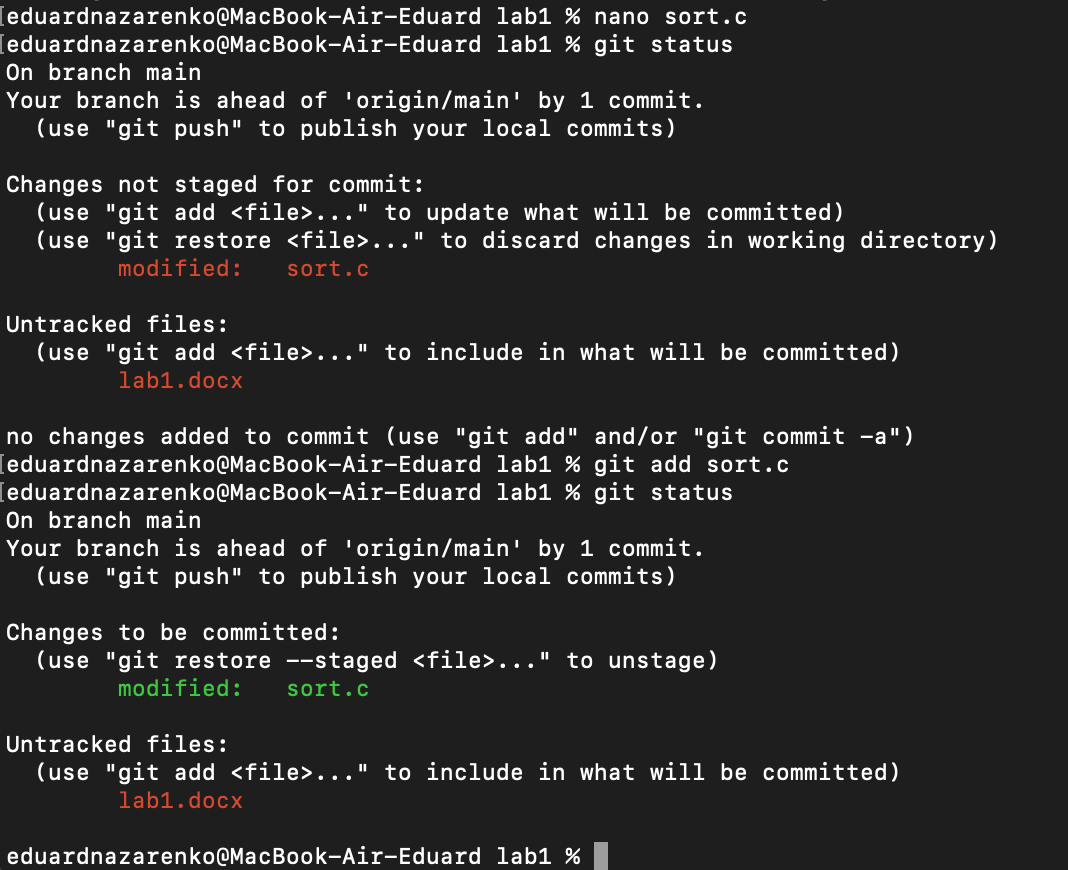 [eduardnazarenko@MacBook-Air-Eduard lab1 % nano sort.c
[eduardnazarenko@MacBook-Air-Eduard lab1 % git status
On branch main
Your branch is ahead of 'origin/main' by 1 commit.
  (use "git push" to publish your local commits)

Changes not staged for commit:
  (use "git add <file>..." to update what will be committed)
  (use "git restore <file>..." to discard changes in working directory)
        modified:   sort.c

Untracked files:
  (use "git add <file>..." to include in what will be committed)
        lab1.docx

no changes added to commit (use "git add" and/or "git commit -a")
[eduardnazarenko@MacBook-Air-Eduard lab1 % git add sort.c
[eduardnazarenko@MacBook-Air-Eduard lab1 % git status
On branch main
Your branch is ahead of 'origin/main' by 1 commit.
  (use "git push" to publish your local commits)

Changes to be committed:
  (use "git restore --staged <file>..." to unstage)
        modified:   sort.c

Untracked files:
  (use "git add <file>..." to include in what will be committed)
        lab1.docx

eduardnazarenko@MacBook-Air-Eduard lab1 %